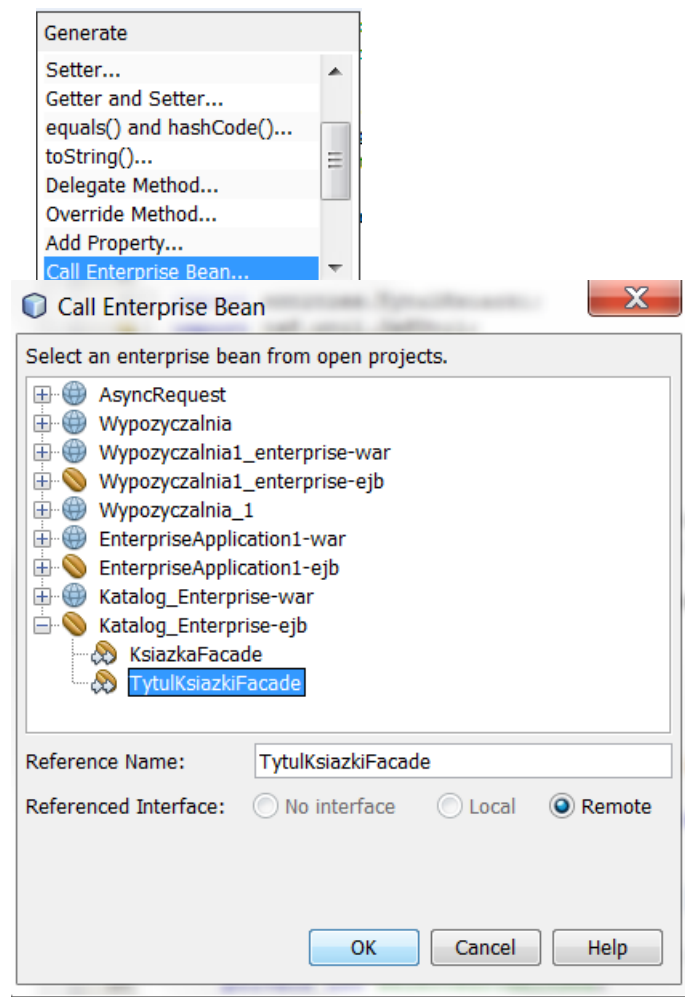 Generate
Setter...
Getter and Setter...
equals() and hashCode()...
toString()...
Delegate Method...
Override Method...
Add Property...
Call Enterprise Bean...
Call Enterprise Bean
Select an enterprise bean from open projects.
AsyncRequest
Wypozyczalnia
Wypozyczalnia1_enterprise-war
Wypozyczalnia1_enterprise-ejb
Wypozyczalnia_1
EnterpriseApplication1-war
EnterpriseApplication1-ejb
Katalog_Enterprise-war
Katalog_Enterprise-ejb
KsiazkaFacade
TytulKsiazkiFacade
Reference Name: TytulKsiazkiFacade
Referenced Interface: No interface Local Remote
OK Cancel Help